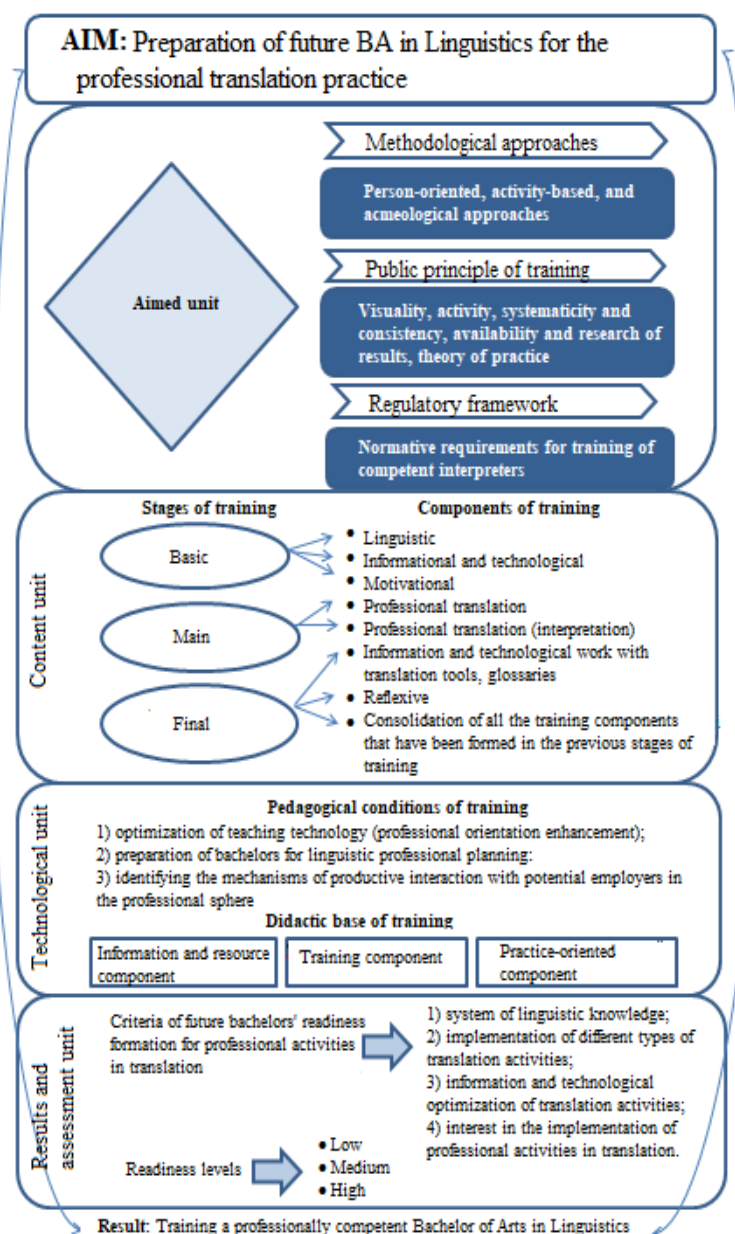 AIM: Preparation of future BA in Linguistics for the
professional translation practice
Methodological approaches
Person-oriented, activity-based, and
acmeological approaches
Aimed unit
Public principle of training
Visuality, activity, systematicity and
consistency, availability and research of
results, theory of practice
Regulatory framework
Normative requirements for training of
competent interpreters
Content unit
Stages of training
Basic
Main
Final
Components of training
• Linguistic
• Informational and technological
• Motivational
• Professional translation
• Professional translation (interpretation)
• Information and technological work with
translation tools, glossaries
• Reflexive
• Consolidation of all the training components
that have been formed in the previous stages of
training
Technological unit
Pedagogical conditions of training
1) optimization of teaching technology (professional orientation enhancement);
2) preparation of bachelors for linguistic professional planning:
3) identifying the mechanisms of productive interaction with potential employers in
the professional sphere
Didactic base of training
Information and resource
component
Training component
Practice-oriented
component
Results and
assessment unit
Criteria of future bachelors' readiness
formation for professional activities
in translation
1) system of linguistic knowledge;
2) implementation of different types of
translation activities;
3) information and technological
optimization of translation activities;
4) interest in the implementation of
professional activities in translation.
Readiness levels
• Low
• Medium
• High
Result: Training a professionally competent Bachelor of Arts in Linguistics